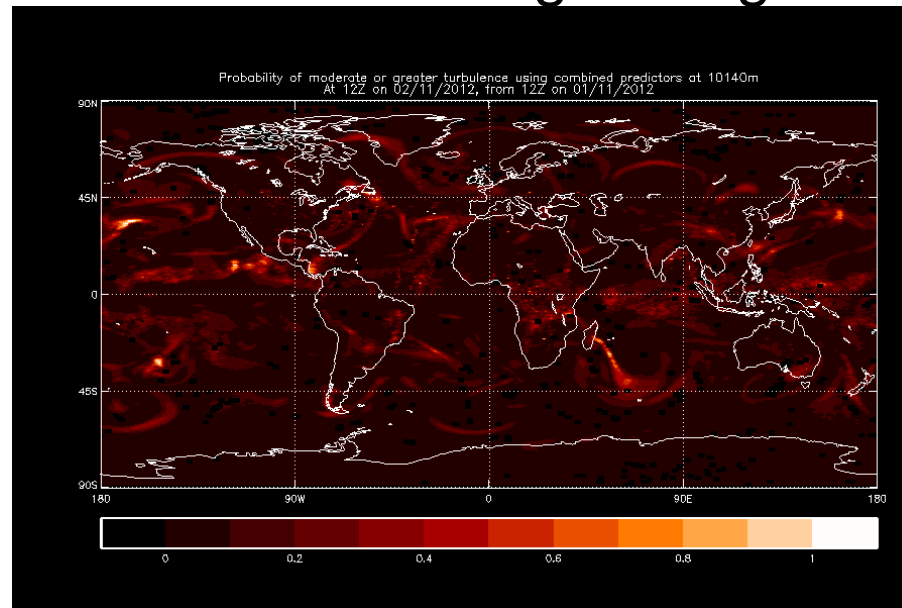 Probability of moderate or greater turbulence using combined predictors at 10140m
At 12Z on 02/11/2012, from 12Z on 01/11/2012
90N
45N
0
45S
90S
180 90W 0 90E 180
0 0.2 0.4 0.6 0.8 1